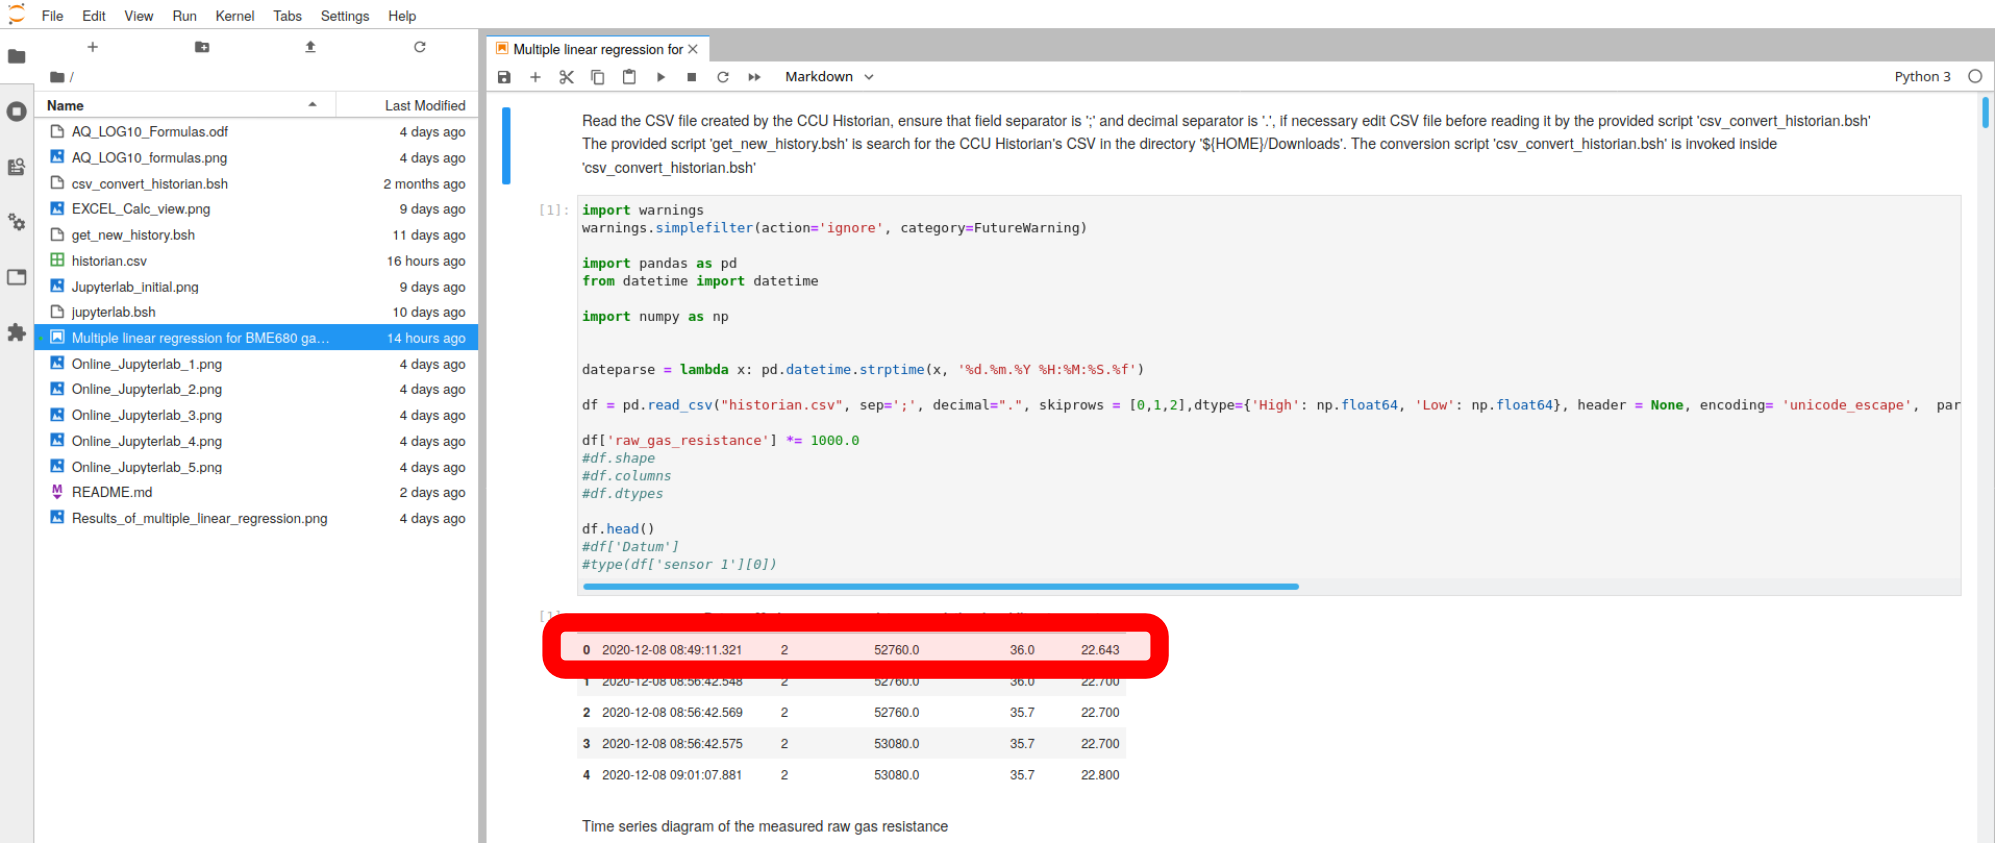 File Edit View Run Kernel Tabs Settings Help
/
Name Last Modified
AQ_LOG10_Formulas.odf 4 days ago
AQ_LOG10_formulas.png 4 days ago
csv_convert_historian.bsh 2 months ago
EXCEL_Calc_view.png 9 days ago
get_new_history.bsh 11 days ago
historian.csv 16 hours ago
Jupyterlab_initial.png 9 days ago
jupyterlab.bsh 10 days ago
Multiple linear regression for BME680 ga... 14 hours ago
Online_Jupyterlab_1.png 4 days ago
Online_Jupyterlab_2.png 4 days ago
Online_Jupyterlab_3.png 4 days ago
Online_Jupyterlab_4.png 4 days ago
Online_Jupyterlab_5.png 4 days ago
README.md 2 days ago
Results_of_multiple_linear_regression.png 4 days ago
Multiple linear regression for
Markdown Python 3
Read the CSV file created by the CCU Historian, ensure that field separator is ';' and decimal separator is '.', if necessary edit CSV file before reading it by the provided script 'csv_convert_historian.bsh'
The provided script 'get_new_history.bsh' is search for the CCU Historian's CSV in the directory '${HOME}/Downloads'. The conversion script 'csv_convert_historian.bsh' is invoked inside
'csv_convert_historian.bsh'
[1]: import warnings
warnings.simplefilter(action='ignore', category=FutureWarning)
import pandas as pd
from datetime import datetime
import numpy as np
dateparse = lambda x: pd.datetime.strptime(x, '%d.%m.%Y %H:%M:%S.%f')
df = pd.read_csv("historian.csv", sep=';', decimal=".", skiprows = [0,1,2],dtype={'High': np.float64, 'Low': np.float64}, header = None, encoding= 'unicode_escape', par
df['raw_gas_resistance'] *= 1000.0
#df.shape
#df.columns
#df.dtypes
df.head()
#df['Datum']
#type(df['sensor 1'][0])
[1]
0 2020-12-08 08:49:11.321 2 52760.0 36.0 22.643
1 2020-12-08 08:56:42.548 2 52760.0 36.0 22.700
2 2020-12-08 08:56:42.569 2 52760.0 35.7 22.700
3 2020-12-08 08:56:42.575 2 53080.0 35.7 22.700
4 2020-12-08 09:01:07.881 2 53080.0 35.7 22.800
Time series diagram of the measured raw gas resistance